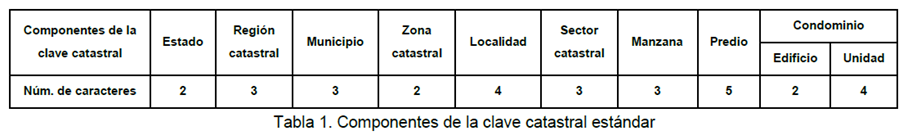 Componentes de la clave catastral Estado Región catastral Municipio Zona catastral Localidad Sector catastral Manzana Predio Condominio
Edificio Unidad
Núm. de caracteres 2 3 3 2 4 3 3 5 2 4
Tabla 1. Componentes de la clave catastral estándar